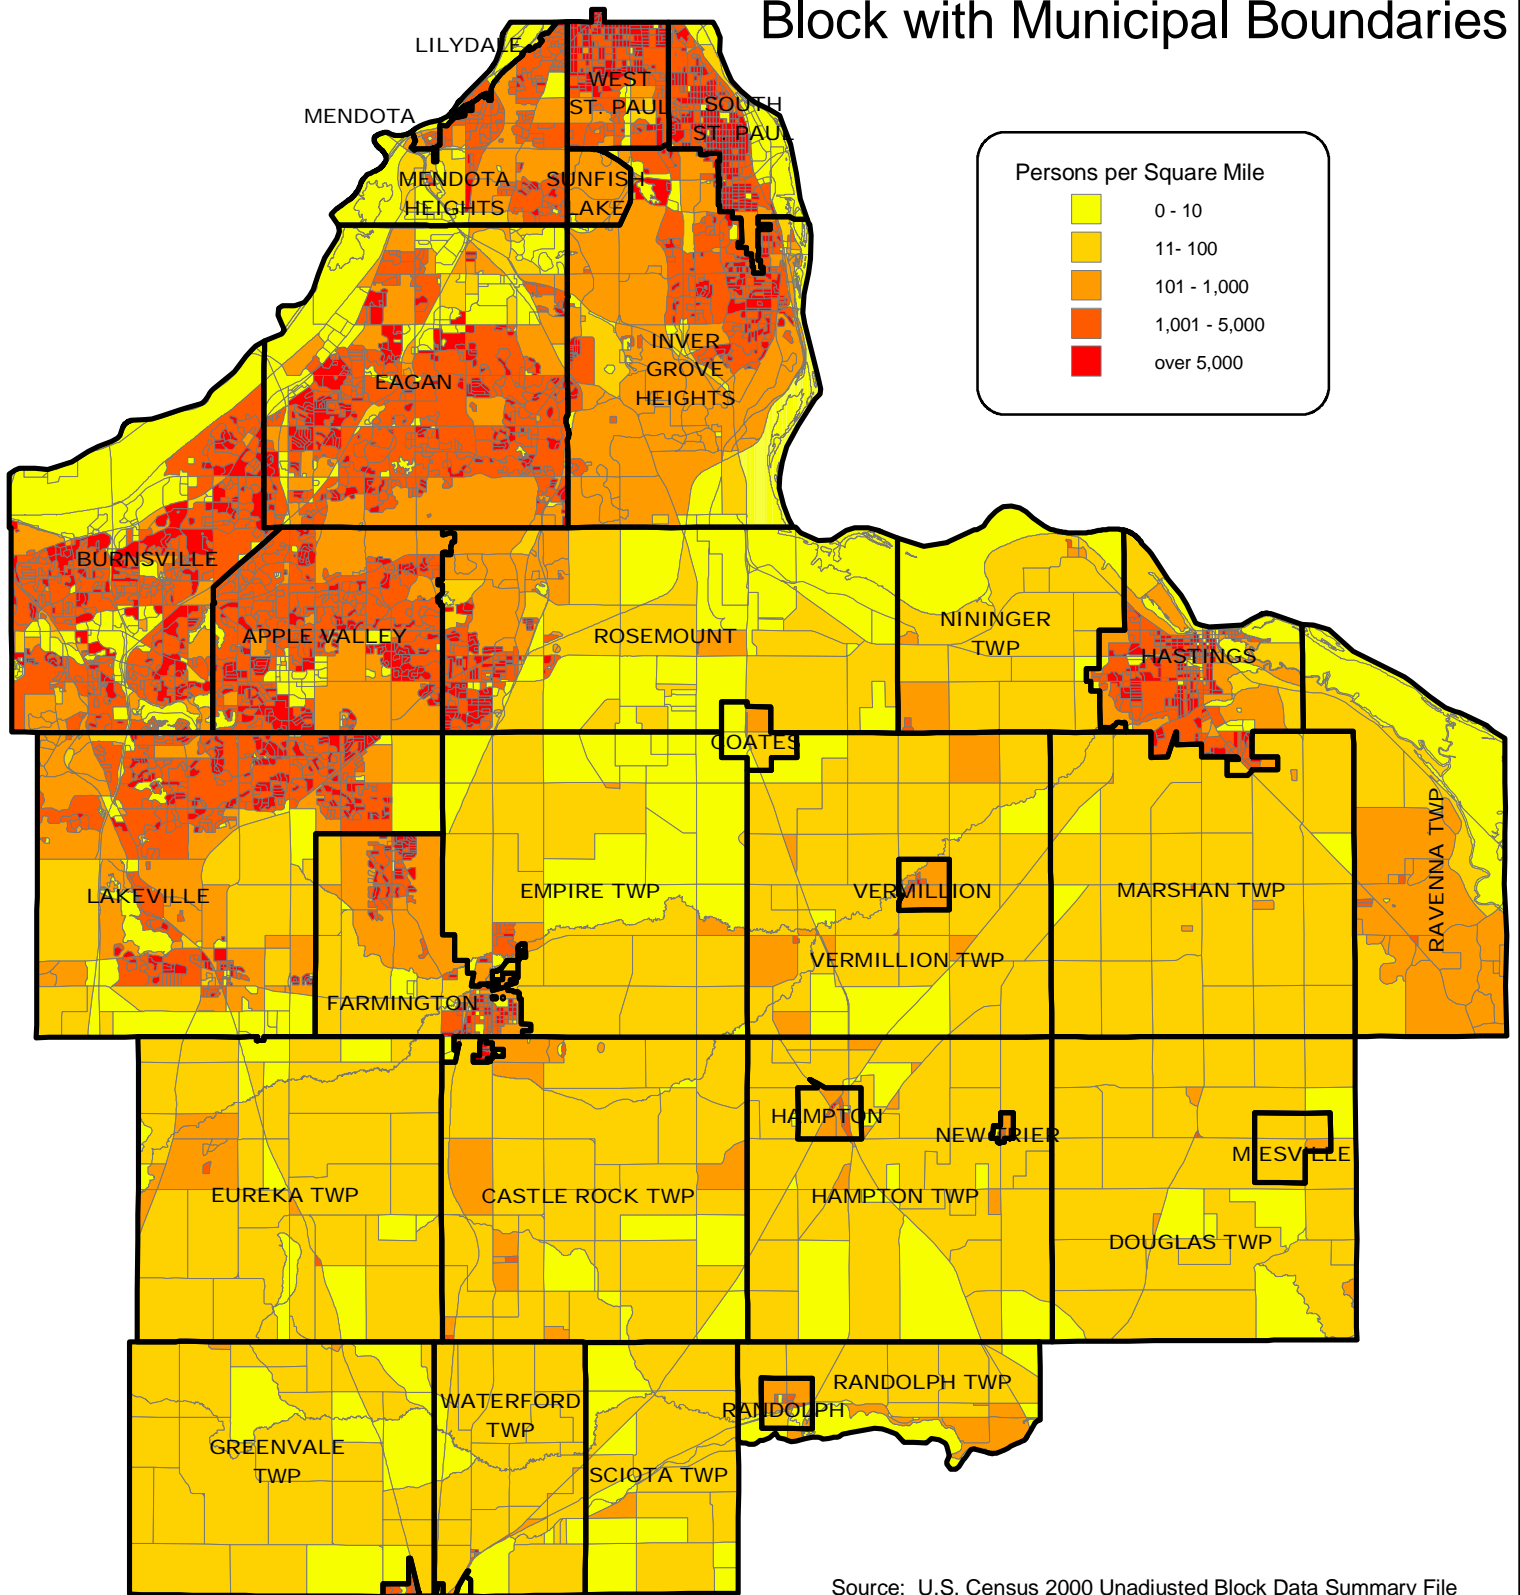 Block with Municipal Boundaries
LILYDALE
WEST
ST. PAUL
SOUTH
ST. PAUL
MENDOTA
MENDOTA
HEIGHTS
SUNFISH
LAKE
Persons per Square Mile
0 - 10
11- 100
101 - 1,000
1,001 - 5,000
over 5,000
INVER
GROVE
HEIGHTS
EAGAN
BURNSVILLE
APPLE VALLEY
ROSEMOUNT
NININGER
TWP
HASTINGS
COATES
LAKEVILLE
EMPIRE TWP
VERMILLION
MARSHAN TWP
RAVENNA TWP
VERMILLION TWP
FARMINGTON
HAMPTON
NEW TRIER
MIESVILLE
EUREKA TWP
CASTLE ROCK TWP
HAMPTON TWP
DOUGLAS TWP
RANDOLPH TWP
WATERFORD
TWP
RANDOLPH
GREENVALE
TWP
SCIOTA TWP
Source:  U.S. Census 2000 Unadjusted Block Data Summary File